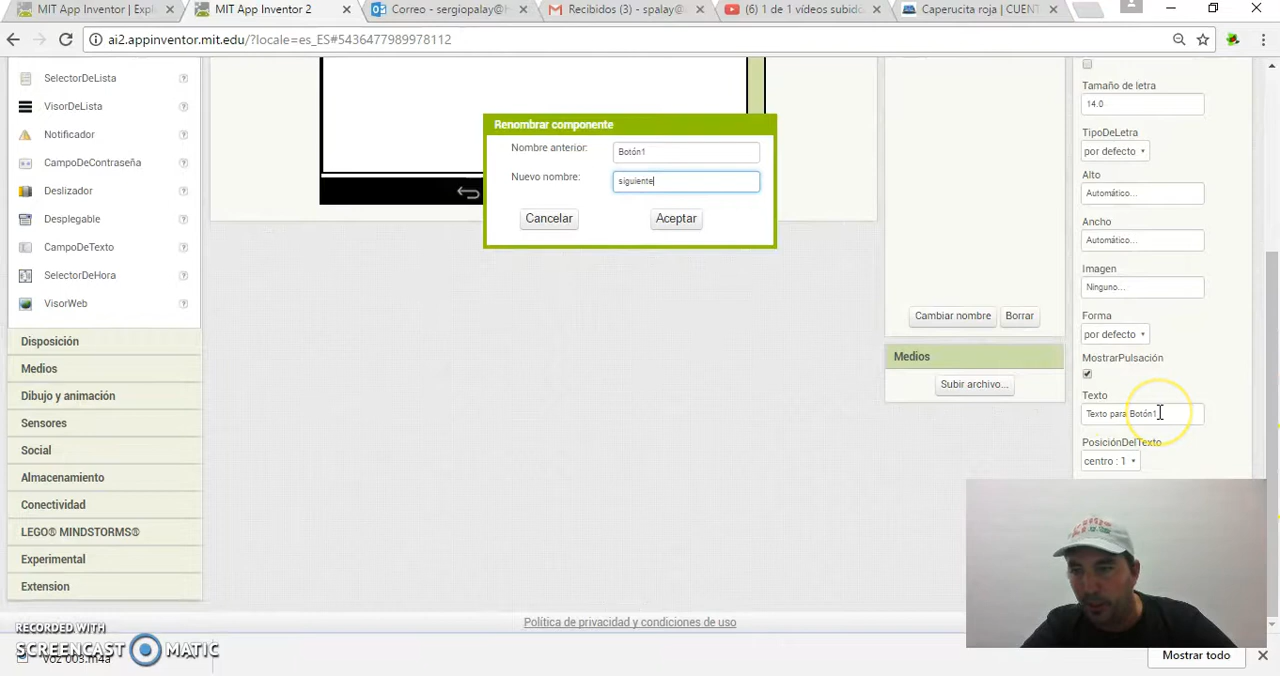 MIT App Inventor | Expl
MIT App Inventor 2
Correo - sergiopalay@h
Recibidos (3) - spalay@g
(6) 1 de 1 vídeos subido
Caperucita roja | CUENT
ai2.appinventor.mit.edu/?locale=es_ES#5436477989978112
SelectorDeLista
VisorDeLista
Notificador
CampoDeContraseña
Deslizador
Desplegable
CampoDeTexto
SelectorDeHora
VisorWeb
Disposición
Medios
Dibujo y animación
Sensores
Social
Almacenamiento
Conectividad
LEGO® MINDSTORMS®
Experimental
Extension
Renombrar componente
Nombre anterior:
Botón1
Nuevo nombre:
siguiente
Cancelar
Aceptar
Cambiar nombre
Borrar
Medios
Subir archivo...
Tamaño de letra
14.0
TipoDeLetra
por defecto
Alto
Automático...
Ancho
Automático...
Imagen
Ninguno...
Forma
por defecto
MostrarPulsación
Texto
Texto para Botón1
PosiciónDelTexto
centro : 1
Política de privacidad y condiciones de uso
RECORDED WITH
SCREENCAST MATIC
Voz 003.m4a
Mostrar todo